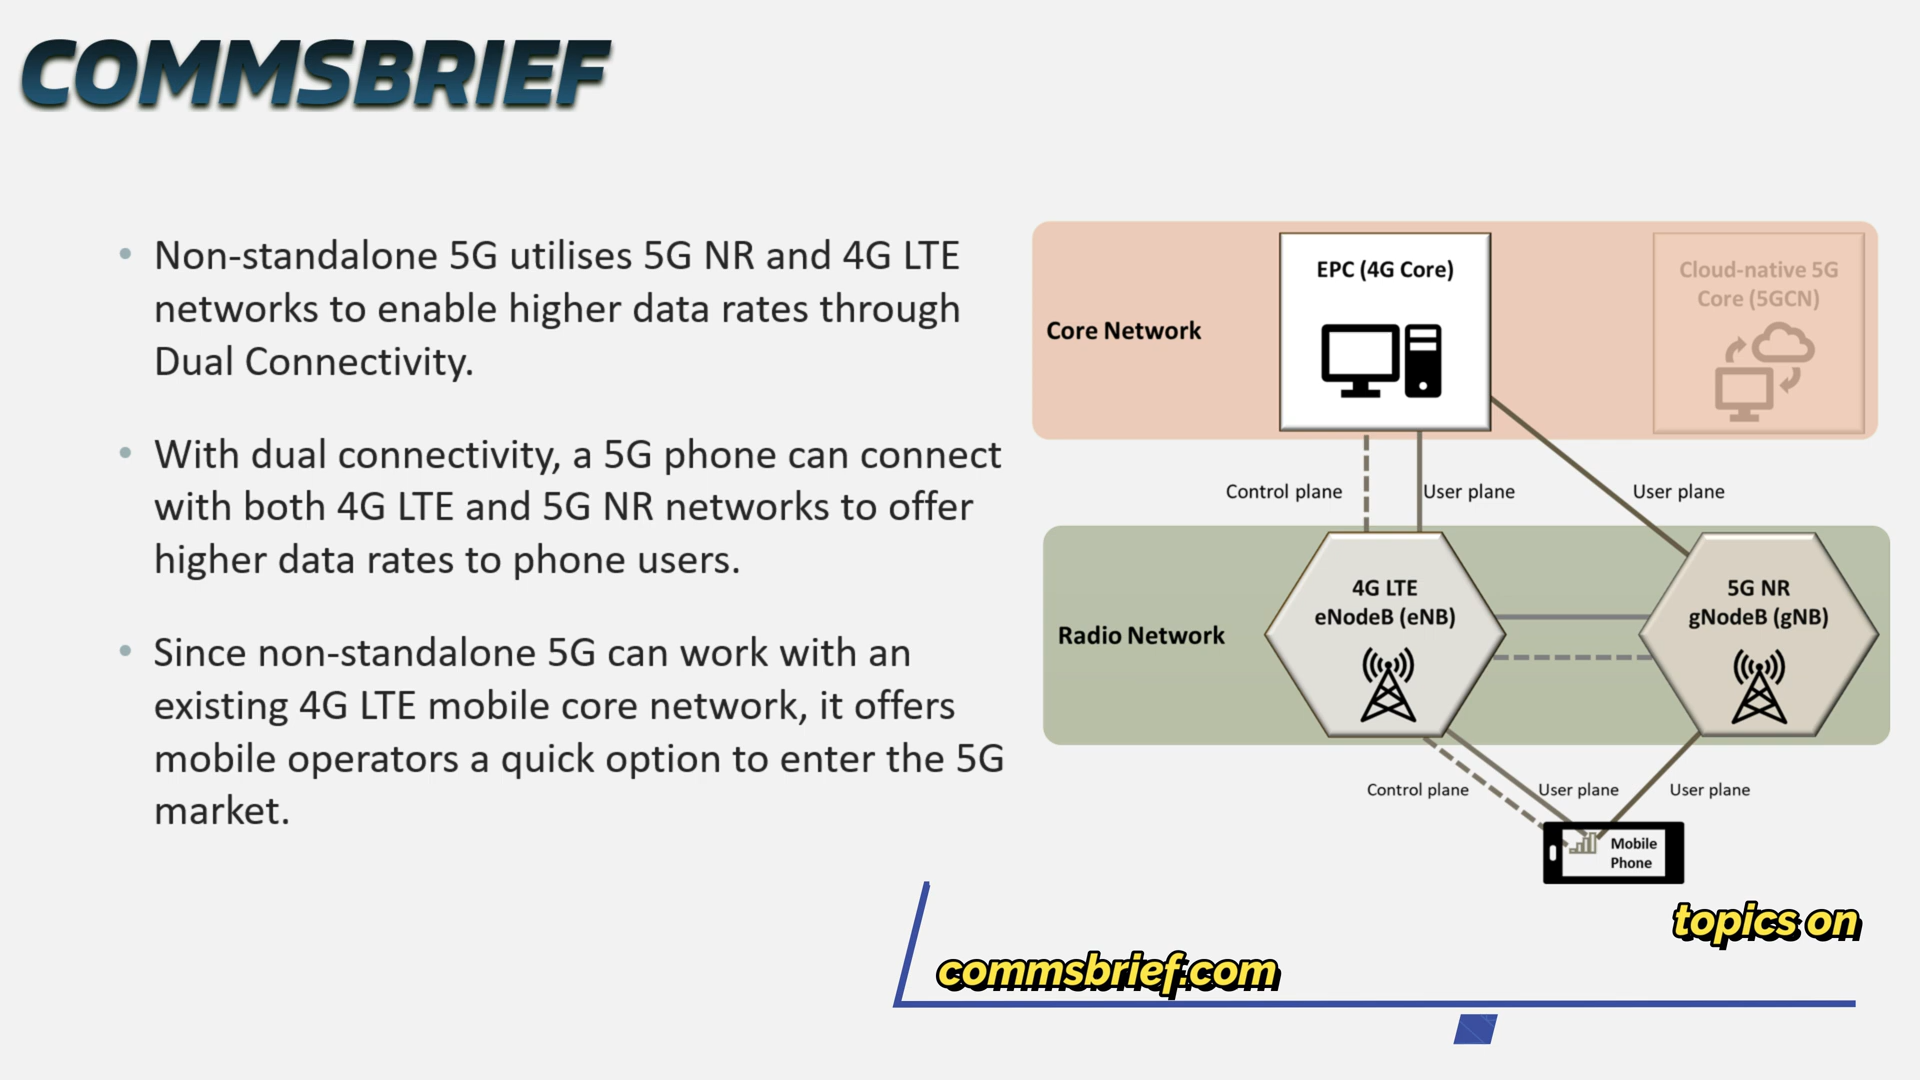 COMMSBRIEF
• Non-standalone 5G utilises 5G NR and 4G LTE
networks to enable higher data rates through
Dual Connectivity.
• With dual connectivity, a 5G phone can connect
with both 4G LTE and 5G NR networks to offer
higher data rates to phone users.
• Since non-standalone 5G can work with an
existing 4G LTE mobile core network, it offers
mobile operators a quick option to enter the 5G
market.
Core Network
EPC (4G Core)
Cloud-native 5G
Core (5GCN)
Control plane
User plane
User plane
Radio Network
4G LTE
eNodeB (eNB)
5G NR
gNodeB (gNB)
Control plane
User plane
User plane
Mobile
Phone
topics on
commsbrief.com